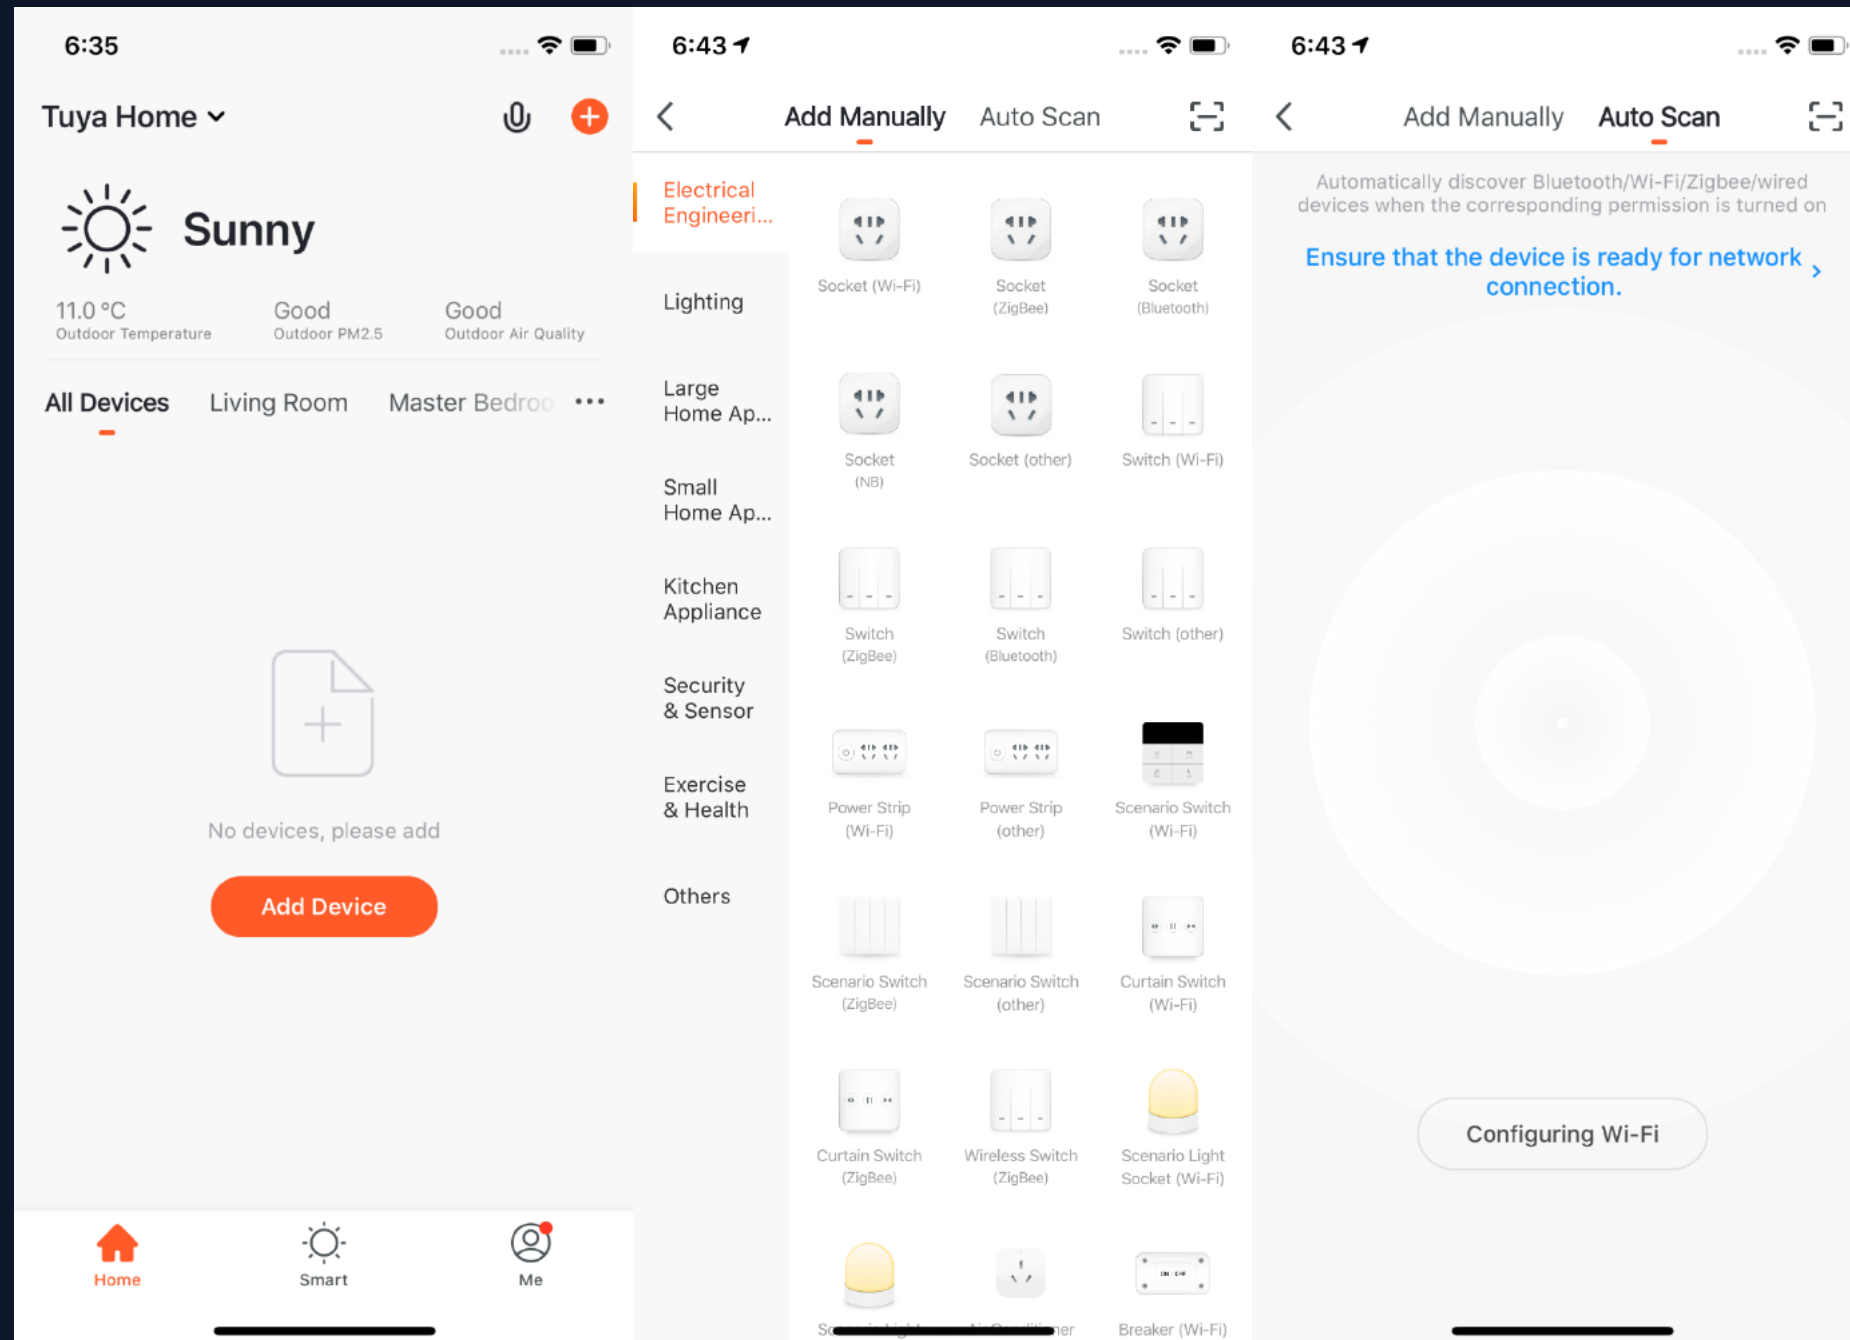 6:35
Tuya Home
Sunny
11.0 °C
Outdoor Temperature
Good
Outdoor PM2.5
Good
Outdoor Air Quality
All Devices
Living Room
Master Bedroo
No devices, please add
Add Device
Home
Smart
Me
6:43
Add Manually
Auto Scan
Electrical
Engineeri...
Lighting
Large
Home Ap...
Small
Home Ap...
Kitchen
Appliance
Security
& Sensor
Exercise
& Health
Others
Socket (Wi-Fi)
Socket
(ZigBee)
Socket
(Bluetooth)
Socket
(NB)
Socket (other)
Switch (Wi-Fi)
Switch
(ZigBee)
Switch
(Bluetooth)
Switch (other)
Power Strip
(Wi-Fi)
Power Strip
(other)
Scenario Switch
(Wi-Fi)
Scenario Switch
(ZigBee)
Scenario Switch
(other)
Curtain Switch
(Wi-Fi)
Curtain Switch
(ZigBee)
Wireless Switch
(ZigBee)
Scenario Light
Socket (Wi-Fi)
Breaker (Wi-Fi)
6:43
Add Manually
Auto Scan
Automatically discover Bluetooth/Wi-Fi/Zigbee/wired
devices when the corresponding permission is turned on
Ensure that the device is ready for network
connection.
Configuring Wi-Fi